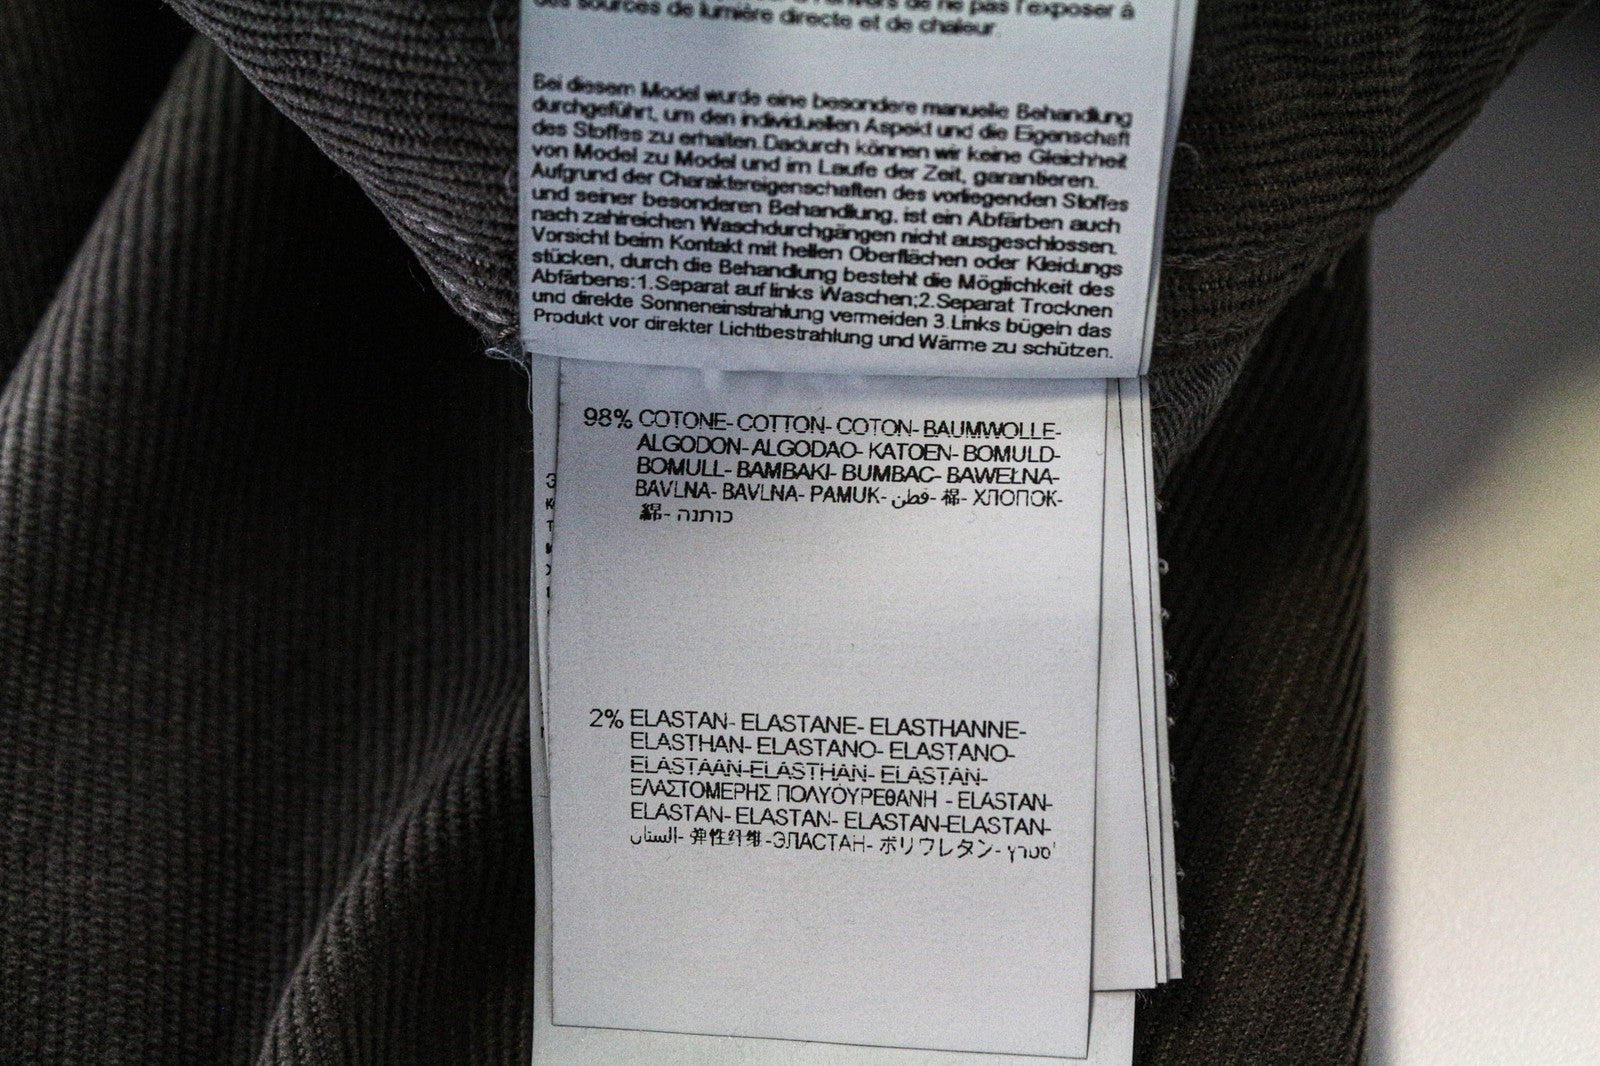 l'envers de ne pas l'exposer à
des sources de lumière directe et de chaleur.
Bei diesem Model wurde eine besondere manuelle Behandlung
durchgeführt, um den individuellen Aspekt und die Eigenschaft
des Stoffes zu erhalten.Dadurch können wir keine Gleichheit
von Model zu Model und im Laufe der Zeit, garantieren.
Aufgrund der Charaktereigenschaften des vorliegenden Stoffes
und seiner besonderen Behandlung, ist ein Abfärben auch
nach zahlreichen Waschdurchgängen nicht ausgeschlossen.
Vorsicht beim Kontakt mit hellen Oberflächen oder Kleidungs
stücken, durch die Behandlung besteht die Möglichkeit des
Abfärbens:1.Separat auf links Waschen;2.Separat Trocknen
und direkte Sonneneinstrahlung vermeiden 3.Links bügeln das
Produkt vor direkter Lichtbestrahlung und Wärme zu schützen.
98% COTONE- COTTON- COTON- BAUMWOLLE-
ALGODON- ALGODAO- KATOEN- BOMULD-
BOMULL- BAMBAKI- BUMBAC- BAWEŁNA-
BAVLNA- BAVLNA- PAMUK- قطن- 棉- ХЛОПОК-
綿- כותנה
2% ELASTAN- ELASTANE- ELASTHANNE-
ELASTHAN- ELASTANO- ELASTANO-
ELASTAAN-ELASTHAN- ELASTAN-
ΕΛΑΣΤΟΜΕΡΗΣ ΠΟΛΥΟΥΡΕΘΑΝΗ - ELASTAN-
ELASTAN- ELASTAN- ELASTAN-ELASTAN-
الستان- 弹性纤维 -ЭЛАСТАН- ポリウレタン-